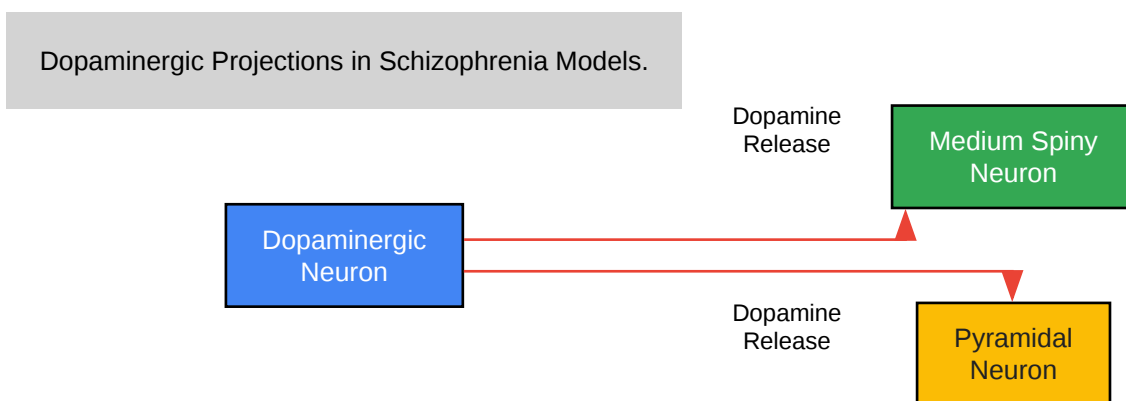 Dopaminergic Projections in Schizophrenia Models.
Dopamine
Release
Medium Spiny
Neuron
Dopaminergic
Neuron
Dopamine
Release
Pyramidal
Neuron